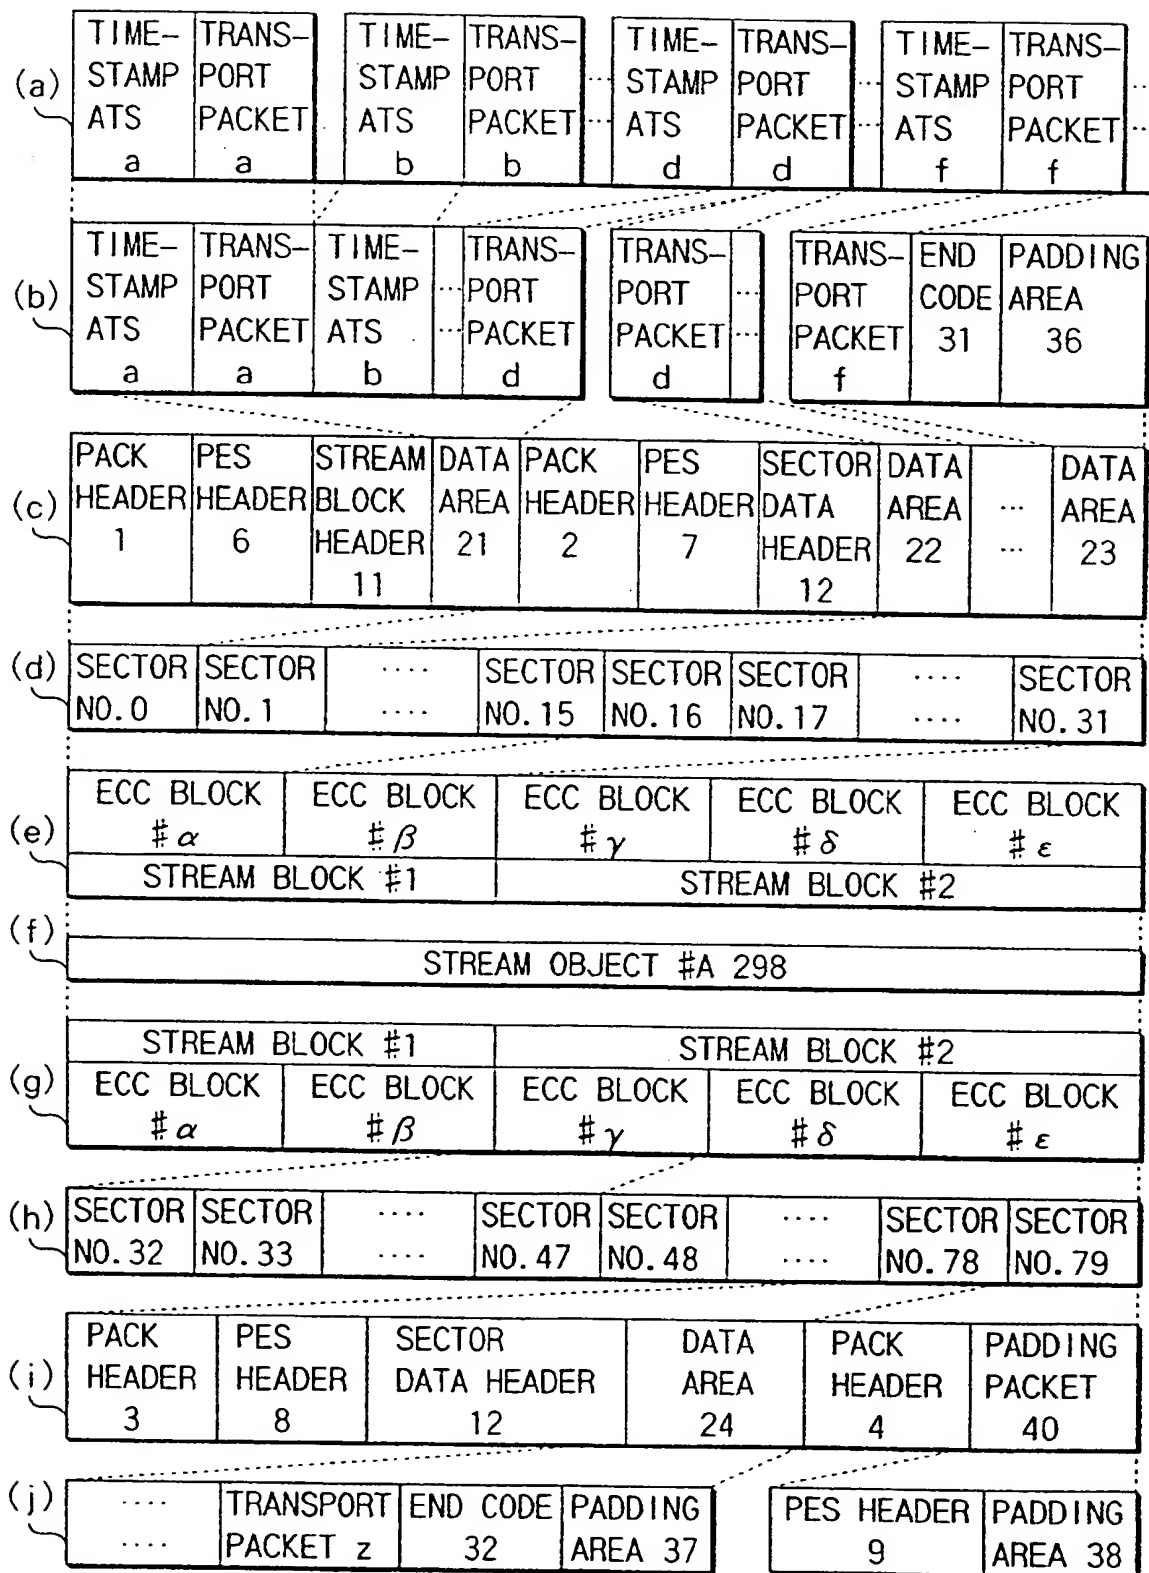 (a)
TIME- TRANS- TIME- TRANS- TIME- TRANS- TIME- TRANS-
STAMP PORT STAMP PORT ... STAMP PORT ... STAMP PORT ...
ATS PACKET ATS PACKET ... ATS PACKET ... ATS PACKET ...
a a b b d d f f
(b)
TIME- TRANS- TIME- TRANS- TRANS- TRANS- END PADDING
STAMP PORT STAMP ... PORT PORT ... PORT CODE AREA
ATS PACKET ATS ... PACKET PACKET ... PACKET 31 36
a a b d d f
(c)
PACK PES STREAM DATA PACK PES SECTOR DATA DATA
HEADER HEADER BLOCK AREA HEADER HEADER DATA AREA ... AREA
1 6 HEADER 21 2 7 HEADER 22 ... 23
11 12
(d)
SECTOR SECTOR .... SECTOR SECTOR SECTOR .... SECTOR
NO.0 NO.1 .... NO.15 NO.16 NO.17 .... NO.31
(e)
ECC BLOCK ECC BLOCK ECC BLOCK ECC BLOCK ECC BLOCK
#α #β #γ #δ #ε
STREAM BLOCK #1 STREAM BLOCK #2
(f)
STREAM OBJECT #A 298
(g)
STREAM BLOCK #1 STREAM BLOCK #2
ECC BLOCK ECC BLOCK ECC BLOCK ECC BLOCK ECC BLOCK
#α #β #γ #δ #ε
(h)
SECTOR SECTOR .... SECTOR SECTOR .... SECTOR SECTOR
NO.32 NO.33 .... NO.47 NO.48 .... NO.78 NO.79
(i)
PACK PES SECTOR DATA PACK PADDING
HEADER HEADER DATA HEADER AREA HEADER PACKET
3 8 12 24 4 40
(j)
.... TRANSPORT END CODE PADDING PES HEADER PADDING
.... PACKET z 32 AREA 37 9 AREA 38